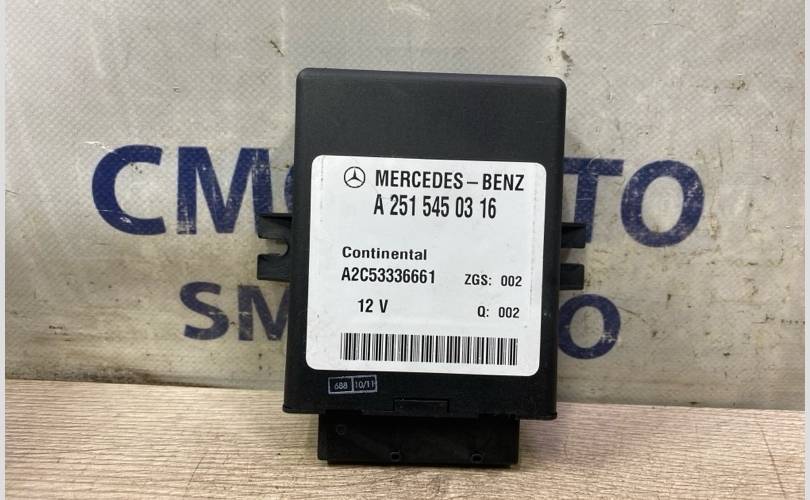 MERCEDES-BENZ
A 251 545 03 16
Continental
A2C53336661 ZGS: 002
12 V Q: 002
688 10/11